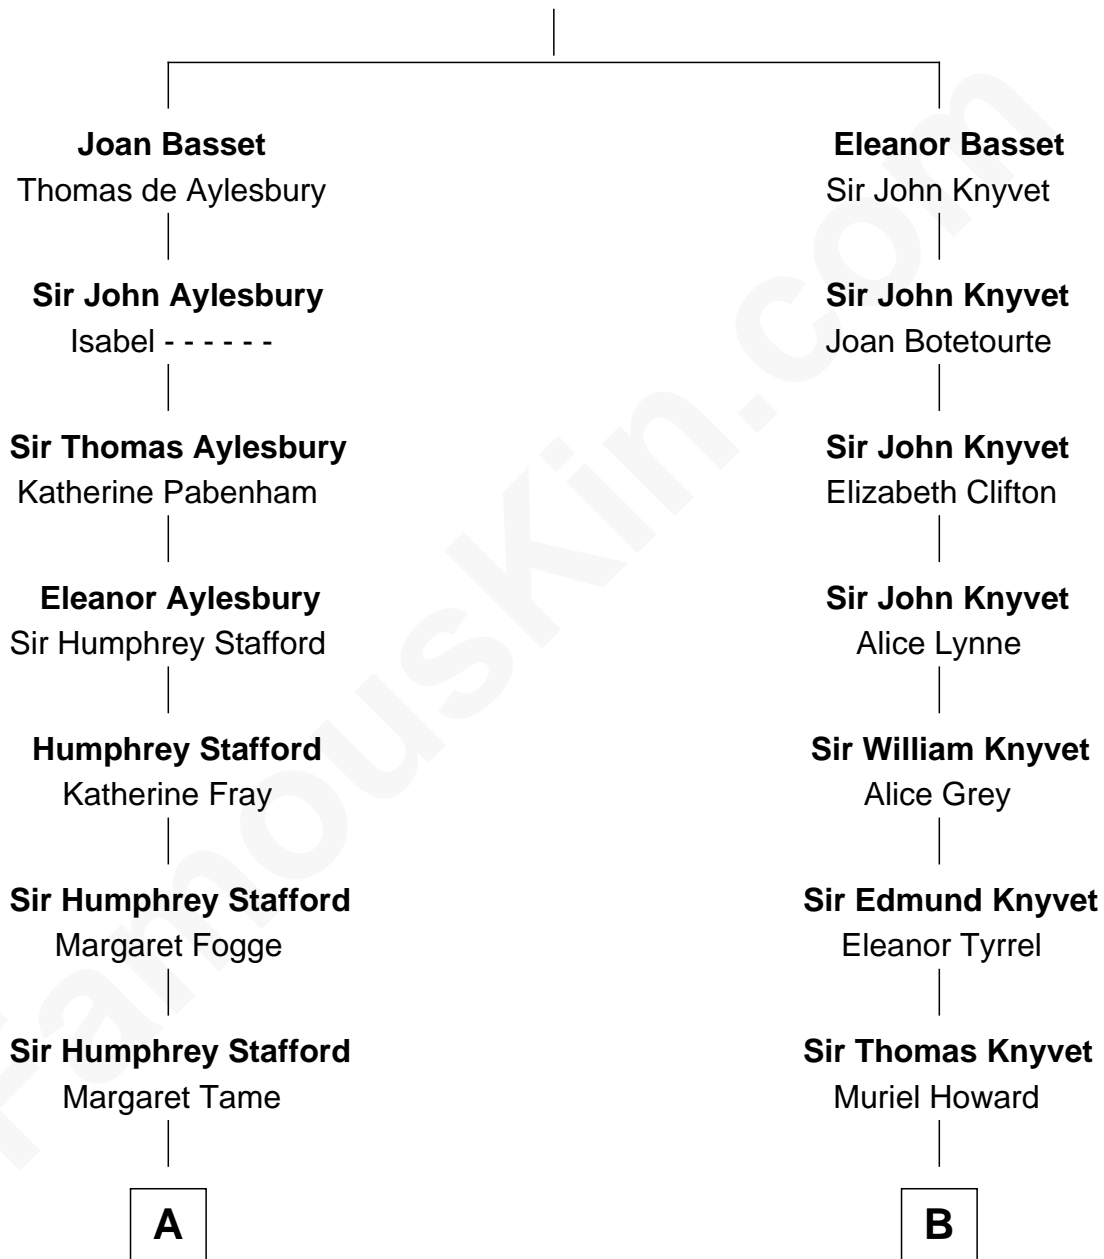 Joan Basset
Thomas de Aylesbury
Sir John Aylesbury
Isabel - - - - - -
Sir Thomas Aylesbury
Katherine Pabenham
Eleanor Aylesbury
Sir Humphrey Stafford
Humphrey Stafford
Katherine Fray
Sir Humphrey Stafford
Margaret Fogge
Sir Humphrey Stafford
Margaret Tame
A
Eleanor Basset
Sir John Knyvet
Sir John Knyvet
Joan Botetourte
Sir John Knyvet
Elizabeth Clifton
Sir John Knyvet
Alice Lynne
Sir William Knyvet
Alice Grey
Sir Edmund Knyvet
Eleanor Tyrrel
Sir Thomas Knyvet
Muriel Howard
B
FamousKin.com